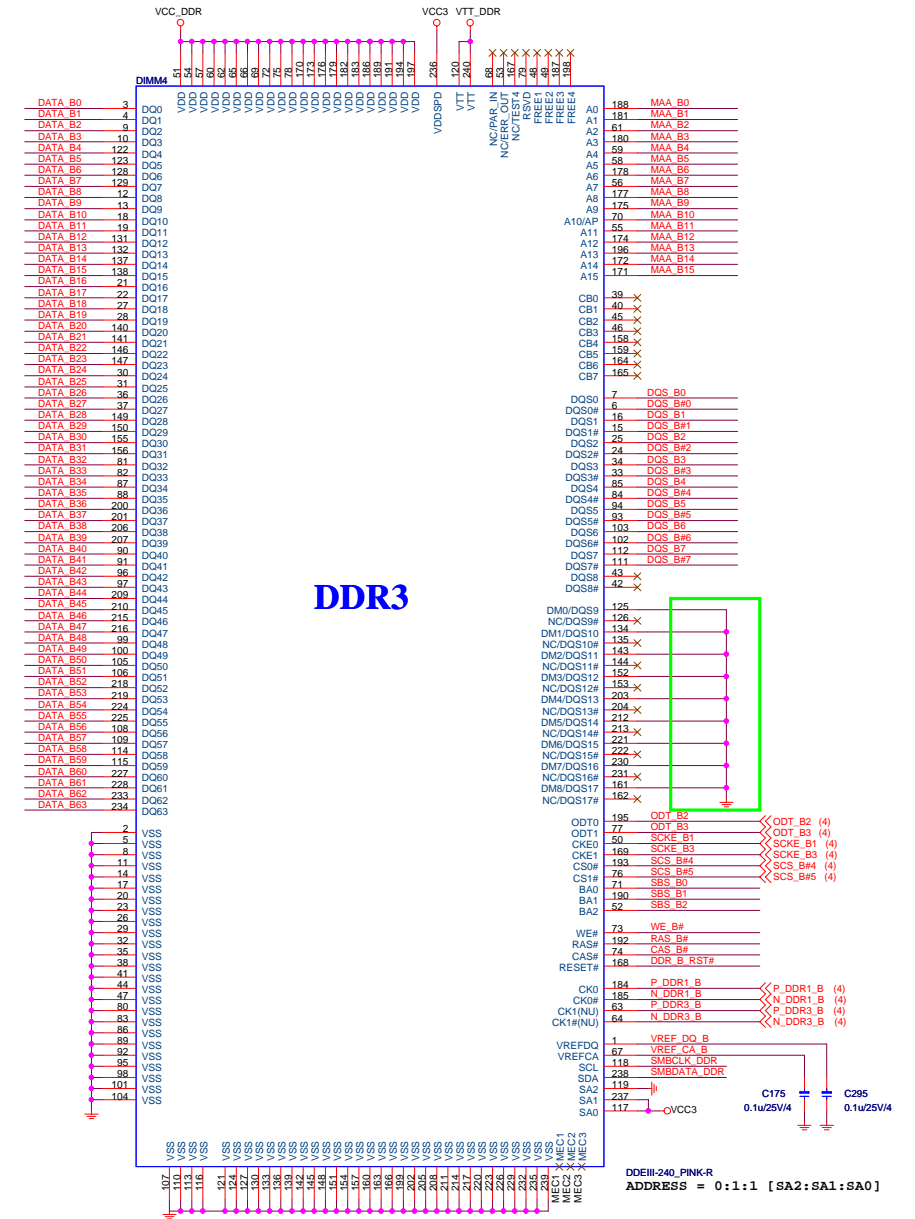 VCC_DDR VCC3 VTT_DDR
51 54 57 60 62 65 66 69 72 75 78 170 173 176 179 182 183 186 189 191 194 197 236 120 240 68 53 167 79 48 49 187 198
DIMM4
VDD VDD VDD VDD VDD VDD VDD VDD VDD VDD VDD VDD VDD VDD VDD VDD VDD VDD VDD VDD VDD VDD VDDSPD VTT VTT NC/PAR_IN NC/ERR_OUT NC/TEST4 RSVD FREE1 FREE2 FREE3 FREE4
DATA_B0 3 DQ0
DATA_B1 4 DQ1
DATA_B2 9 DQ2
DATA_B3 10 DQ3
DATA_B4 122 DQ4
DATA_B5 123 DQ5
DATA_B6 128 DQ6
DATA_B7 129 DQ7
DATA_B8 12 DQ8
DATA_B9 13 DQ9
DATA_B10 18 DQ10
DATA_B11 19 DQ11
DATA_B12 131 DQ12
DATA_B13 132 DQ13
DATA_B14 137 DQ14
DATA_B15 138 DQ15
DATA_B16 21 DQ16
DATA_B17 22 DQ17
DATA_B18 27 DQ18
DATA_B19 28 DQ19
DATA_B20 140 DQ20
DATA_B21 141 DQ21
DATA_B22 146 DQ22
DATA_B23 147 DQ23
DATA_B24 30 DQ24
DATA_B25 31 DQ25
DATA_B26 36 DQ26
DATA_B27 37 DQ27
DATA_B28 149 DQ28
DATA_B29 150 DQ29
DATA_B30 155 DQ30
DATA_B31 156 DQ31
DATA_B32 81 DQ32
DATA_B33 82 DQ33
DATA_B34 87 DQ34
DATA_B35 88 DQ35
DATA_B36 200 DQ36
DATA_B37 201 DQ37
DATA_B38 206 DQ38
DATA_B39 207 DQ39
DATA_B40 90 DQ40
DATA_B41 91 DQ41
DATA_B42 96 DQ42
DATA_B43 97 DQ43
DATA_B44 209 DQ44
DATA_B45 210 DQ45
DATA_B46 215 DQ46
DATA_B47 216 DQ47
DATA_B48 99 DQ48
DATA_B49 100 DQ49
DATA_B50 105 DQ50
DATA_B51 106 DQ51
DATA_B52 218 DQ52
DATA_B53 219 DQ53
DATA_B54 224 DQ54
DATA_B55 225 DQ55
DATA_B56 108 DQ56
DATA_B57 109 DQ57
DATA_B58 114 DQ58
DATA_B59 115 DQ59
DATA_B60 227 DQ60
DATA_B61 228 DQ61
DATA_B62 233 DQ62
DATA_B63 234 DQ63
2 VSS
5 VSS
8 VSS
11 VSS
14 VSS
17 VSS
20 VSS
23 VSS
26 VSS
29 VSS
32 VSS
35 VSS
38 VSS
41 VSS
44 VSS
47 VSS
80 VSS
83 VSS
86 VSS
89 VSS
92 VSS
95 VSS
98 VSS
101 VSS
104 VSS
DDR3
A0 188 MAA_B0
A1 181 MAA_B1
A2 61 MAA_B2
A3 180 MAA_B3
A4 59 MAA_B4
A5 58 MAA_B5
A6 178 MAA_B6
A7 56 MAA_B7
A8 177 MAA_B8
A9 175 MAA_B9
A10/AP 70 MAA_B10
A11 55 MAA_B11
A12 174 MAA_B12
A13 196 MAA_B13
A14 172 MAA_B14
A15 171 MAA_B15
CB0 39
CB1 40
CB2 45
CB3 46
CB4 158
CB5 159
CB6 164
CB7 165
DQS0 7 DQS_B0
DQS0# 6 DQS_B#0
DQS1 16 DQS_B1
DQS1# 15 DQS_B#1
DQS2 25 DQS_B2
DQS2# 24 DQS_B#2
DQS3 34 DQS_B3
DQS3# 33 DQS_B#3
DQS4 85 DQS_B4
DQS4# 84 DQS_B#4
DQS5 94 DQS_B5
DQS5# 93 DQS_B#5
DQS6 103 DQS_B6
DQS6# 102 DQS_B#6
DQS7 112 DQS_B7
DQS7# 111 DQS_B#7
DQS8 43
DQS8# 42
DM0/DQS9 125
NC/DQS9# 126
DM1/DQS10 134
NC/DQS10# 135
DM2/DQS11 143
NC/DQS11# 144
DM3/DQS12 152
NC/DQS12# 153
DM4/DQS13 203
NC/DQS13# 204
DM5/DQS14 212
NC/DQS14# 213
DM6/DQS15 221
NC/DQS15# 222
DM7/DQS16 230
NC/DQS16# 231
DM8/DQS17 161
NC/DQS17# 162
ODT0 195 ODT_B2 ODT_B2 (4)
ODT1 77 ODT_B3 ODT_B3 (4)
CKE0 50 SCKE_B1 SCKE_B1 (4)
CKE1 169 SCKE_B3 SCKE_B3 (4)
CS0# 193 SCS_B#4 SCS_B#4 (4)
CS1# 76 SCS_B#5 SCS_B#5 (4)
BA0 71 SBS_B0
BA1 190 SBS_B1
BA2 52 SBS_B2
WE# 73 WE_B#
RAS# 192 RAS_B#
CAS# 74 CAS_B#
RESET# 168 DDR_B_RST#
CK0 184 P_DDR1_B P_DDR1_B (4)
CK0# 185 N_DDR1_B N_DDR1_B (4)
CK1(NU) 63 P_DDR3_B P_DDR3_B (4)
CK1#(NU) 64 N_DDR3_B N_DDR3_B (4)
VREFDQ 1 VREF_DQ_B
VREFCA 67 VREF_CA_B
SCL 118 SMBCLK_DDR
SDA 238 SMBDATA_DDR
SA2 119
SA1 237
SA0 117 VCC3
C175 C295
0.1u/25V/4 0.1u/25V/4
VSS VSS VSS VSS VSS VSS VSS VSS VSS VSS VSS VSS VSS VSS VSS VSS VSS VSS VSS VSS VSS VSS VSS VSS VSS VSS VSS VSS VSS VSS VSS VSS VSS VSS MEC1 MEC2 MEC3
107 110 113 116 121 124 127 130 133 136 139 142 145 148 151 154 157 160 163 166 199 202 205 208 211 214 217 220 223 226 229 232 235 239 MEC1 MEC2 MEC3
DDEIII-240_PINK-R
ADDRESS = 0:1:1 [SA2:SA1:SA0]